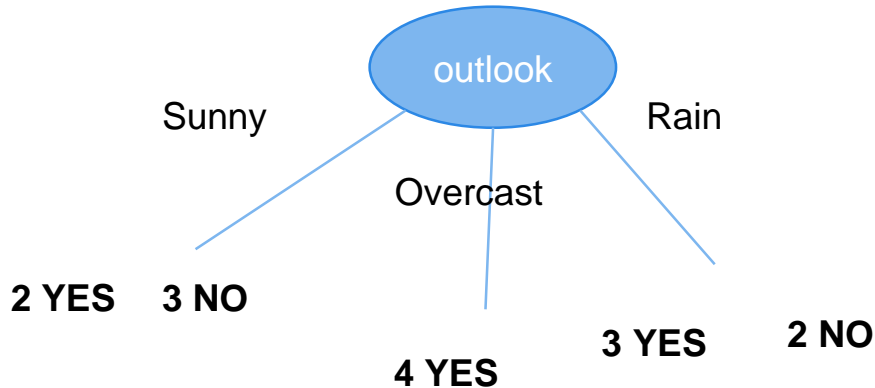 outlook
Sunny
Rain
Overcast
2 YES 3 NO
4 YES
3 YES 2 NO